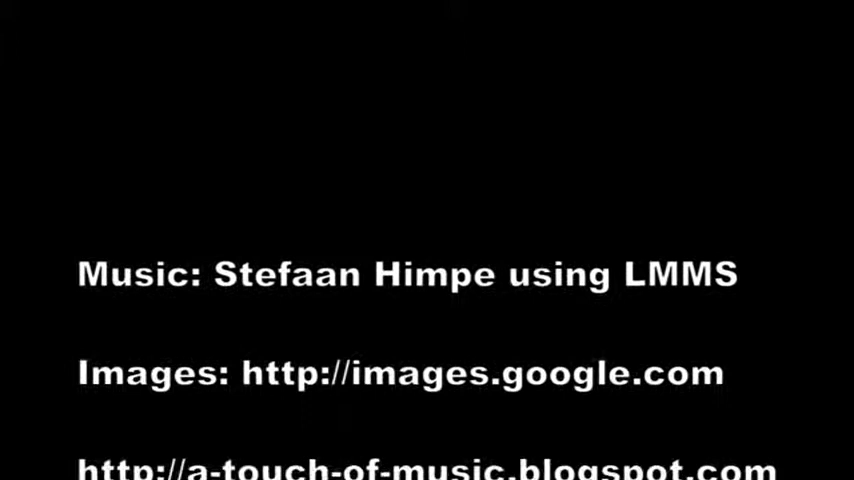 Music: Stefaan Himpe using LMMS
Images: http://images.google.com
http://a-touch-of-music.blogspot.com